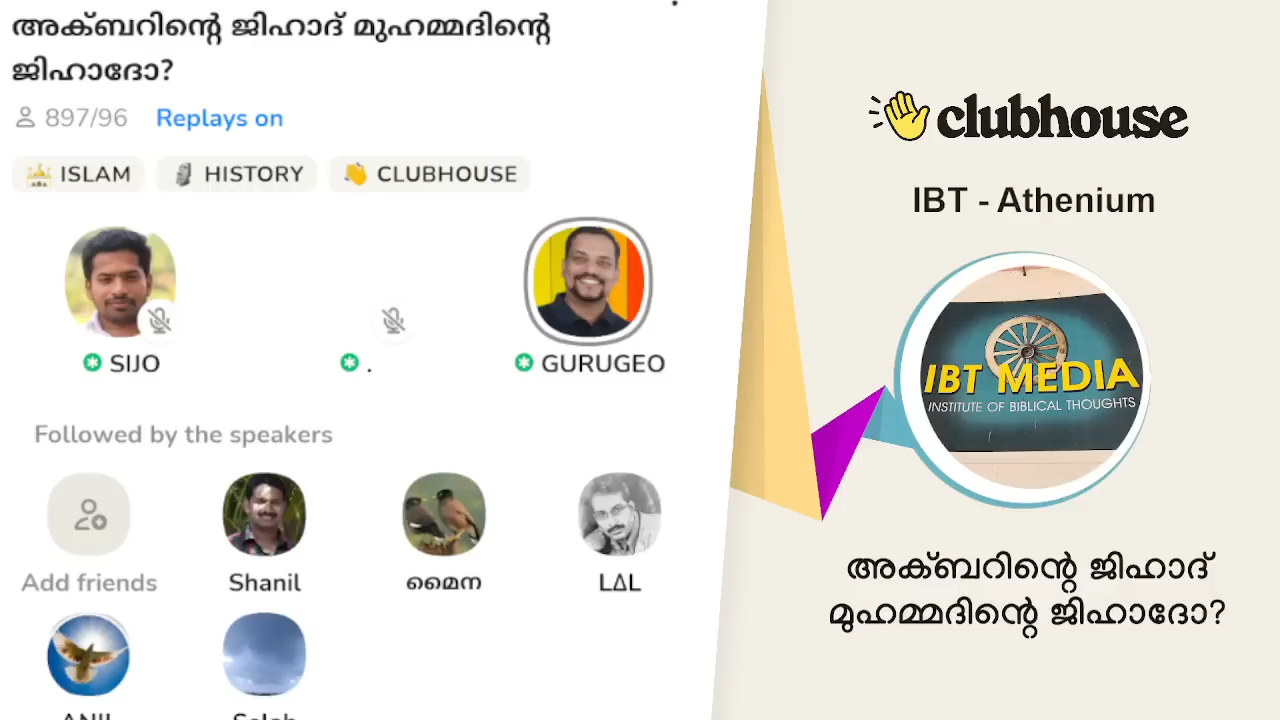 അക്ബറിന്റെ ജിഹാദ് മുഹമ്മദിന്റെ
ജിഹാദോ?
897/96 Replays on
ISLAM HISTORY CLUBHOUSE
SIJO . GURUGEO
Followed by the speakers
Add friends Shanil മൈന LΔL
clubhouse
IBT - Athenium
IBT MEDIA
INSTITUTE OF BIBLICAL THOUGHTS
അക്ബറിന്റെ ജിഹാദ്
മുഹമ്മദിന്റെ ജിഹാദോ?